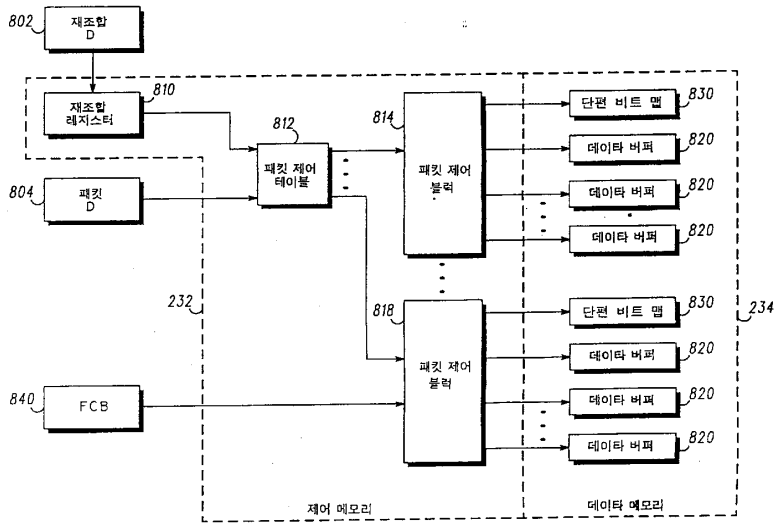 802
재조합
D
810
재조합
레지스터
804
패킷
D
812
패킷 제어
테이블
814
패킷 제어
블럭
830
단편 비트 맵
820
데이타 버퍼
820
데이타 버퍼
820
데이타 버퍼
232
818
패킷 제어
블럭
830
단편 비트 맵
234
820
데이타 버퍼
820
데이타 버퍼
820
데이타 버퍼
840
FCB
제어 메모리
데이타 메모리